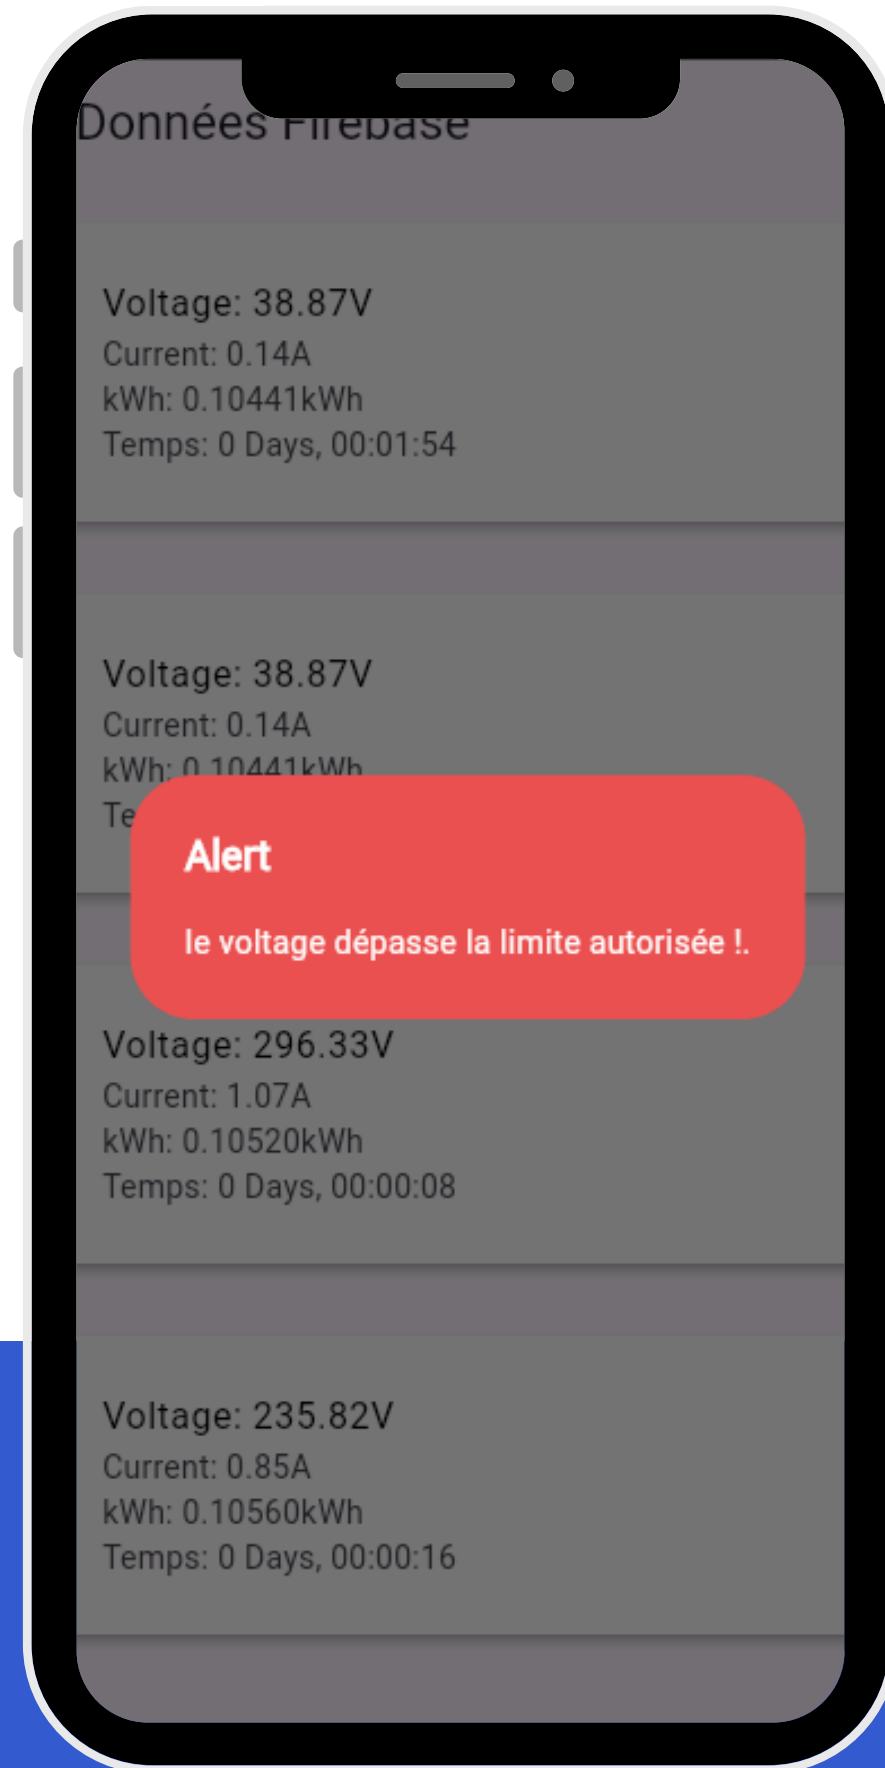 Données Firebase
Voltage: 38.87V
Current: 0.14A
kWh: 0.10441kWh
Temps: 0 Days, 00:01:54
Voltage: 38.87V
Current: 0.14A
kWh: 0.10441kWh
Alert
le voltage dépasse la limite autorisée !.
Voltage: 296.33V
Current: 1.07A
kWh: 0.10520kWh
Temps: 0 Days, 00:00:08
Voltage: 235.82V
Current: 0.85A
kWh: 0.10560kWh
Temps: 0 Days, 00:00:16